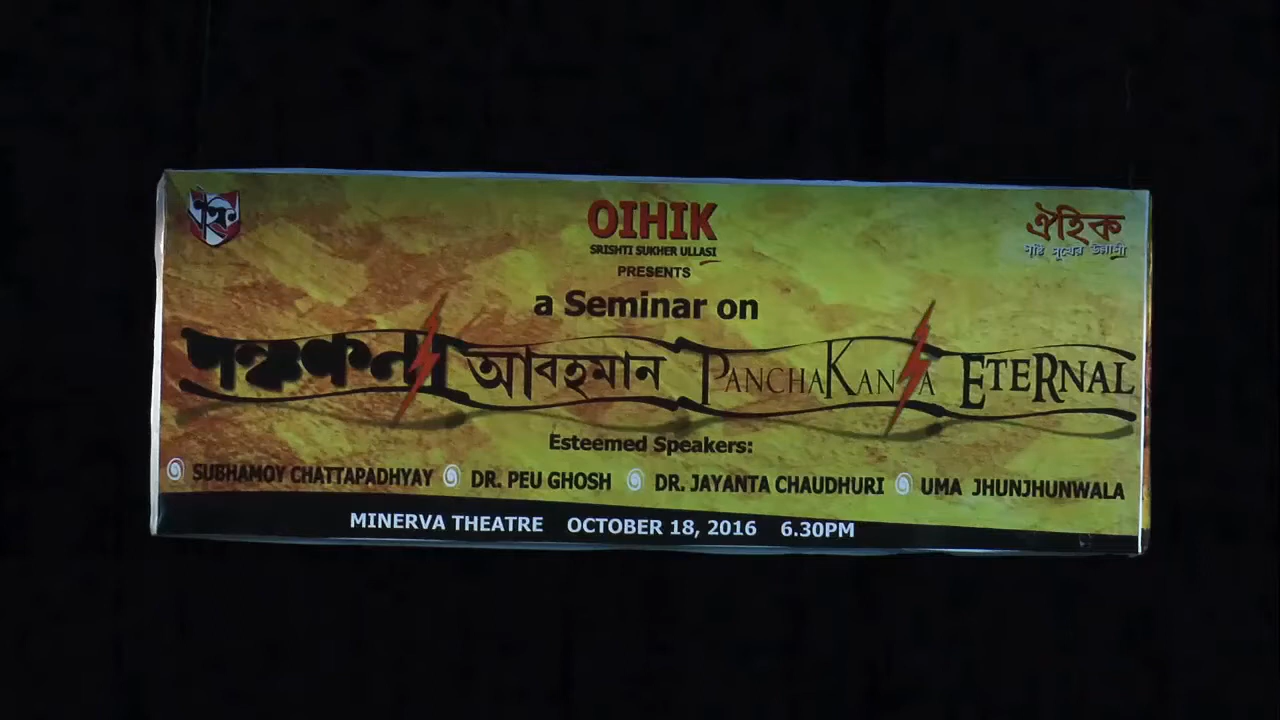 OIHIK
ঐহিক
SRISHTI SUKHER ULLASI
সৃষ্টি সুখের উল্লাসী
PRESENTS
a Seminar on
পঞ্চকন্যা আবহমান PANCHAKANYA ETERNAL
Esteemed Speakers:
SUBHAMOY CHATTAPADHYAY DR. PEU GHOSH DR. JAYANTA CHAUDHURI UMA JHUNJHUNWALA
MINERVA THEATRE OCTOBER 18, 2016 6.30PM